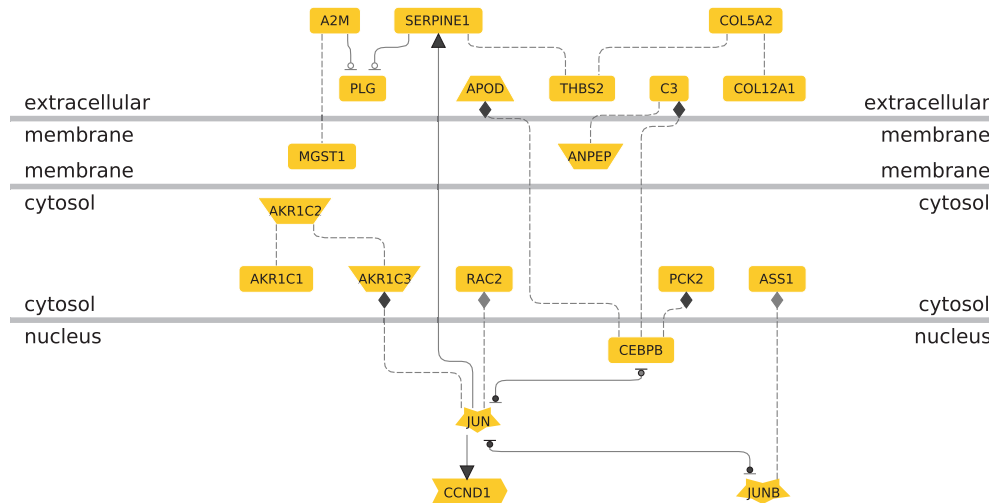 A2M SERPINE1 COL5A2
PLG APOD THBS2 C3 COL12A1
extracellular extracellular
membrane membrane
MGST1 ANPEP
membrane membrane
cytosol cytosol
AKR1C2
AKR1C1 AKR1C3 RAC2 PCK2 ASS1
cytosol cytosol
nucleus nucleus
CEBPB
JUN
CCND1 JUNB